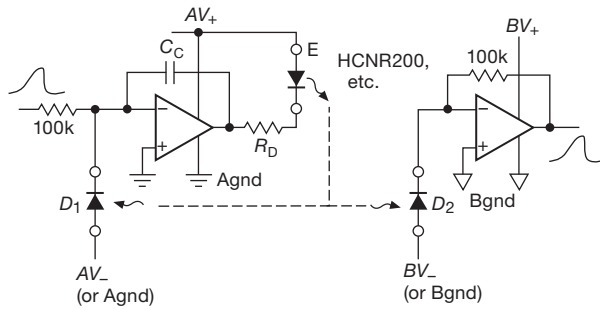 AV+
BV+
CC
E
HCNR200,
etc.
100k
100k
−
+
RD
−
+
Agnd
Bgnd
D1
D2
AV−
(or Agnd)
BV−
(or Bgnd)